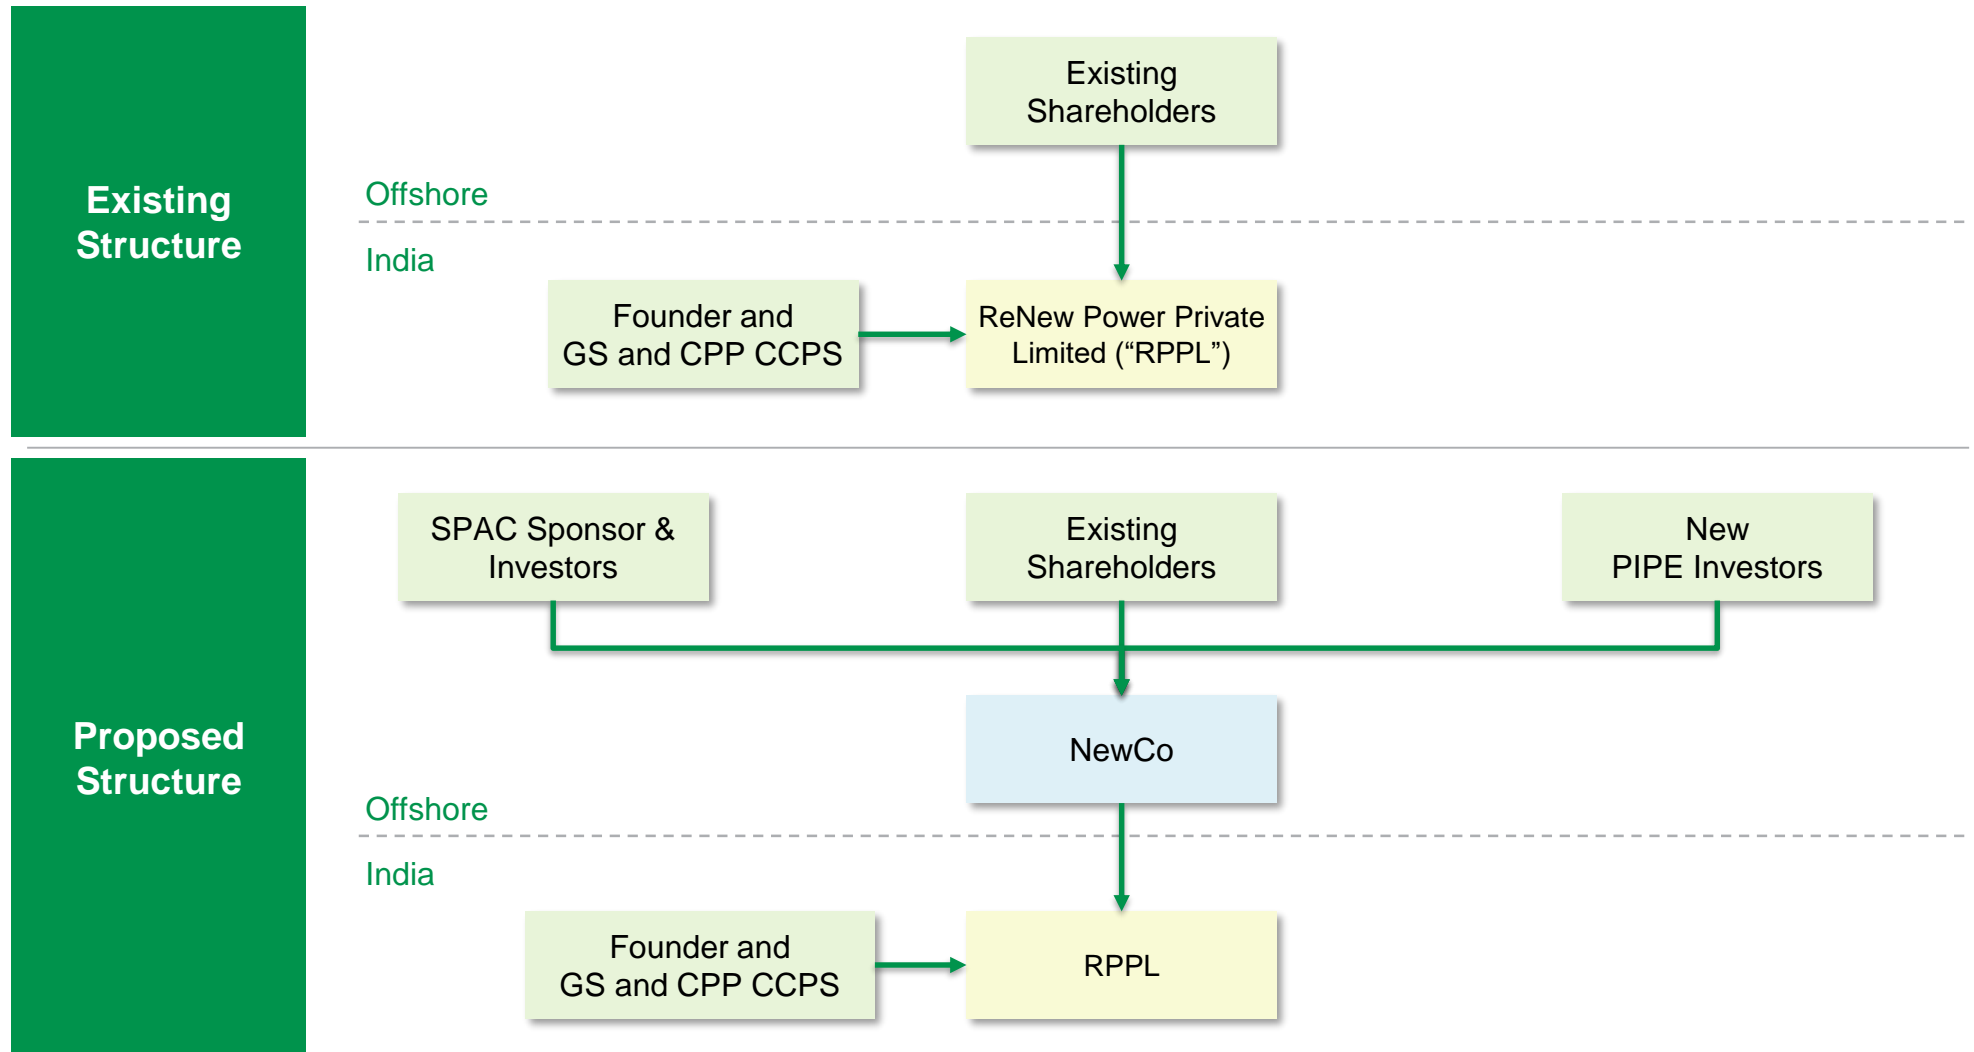 Existing
Structure
Existing
Shareholders
Offshore
India
Founder and
GS and CPP CCPS
ReNew Power Private
Limited (“RPPL”)
Proposed
Structure
SPAC Sponsor &
Investors
Existing
Shareholders
New
PIPE Investors
NewCo
Offshore
India
Founder and
GS and CPP CCPS
RPPL